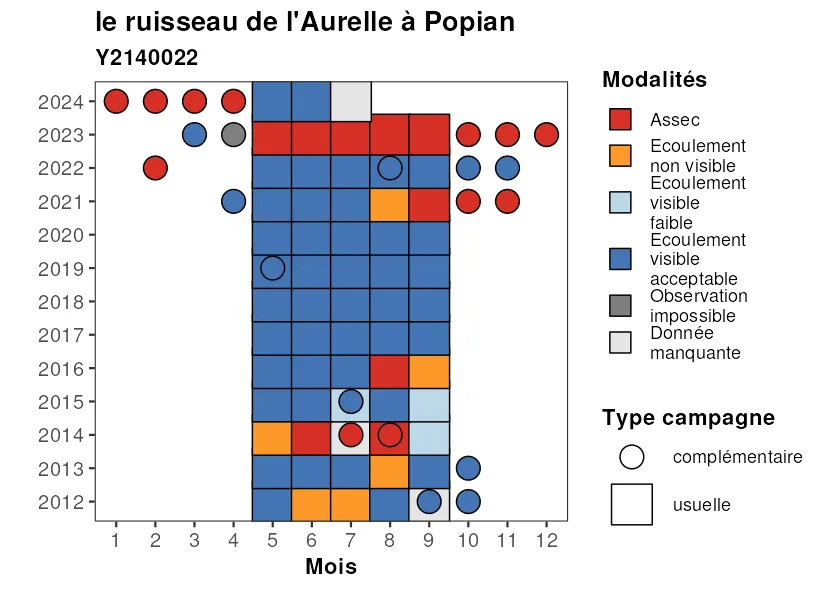 le ruisseau de l'Aurelle à Popian
Y2140022
2024
2023
2022
2021
2020
2019
2018
2017
2016
2015
2014
2013
2012
1 2 3 4 5 6 7 8 9 10 11 12
Mois
Modalités
Assec
Ecoulement
non visible
Ecoulement
visible
faible
Ecoulement
visible
acceptable
Observation
impossible
Donnée
manquante
Type campagne
complémentaire
usuelle